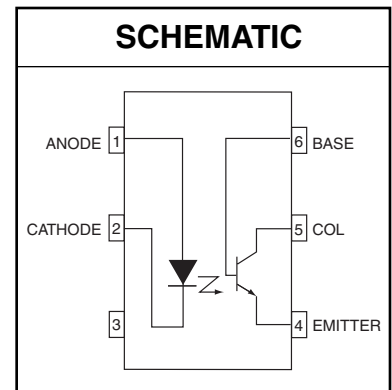 SCHEMATIC
ANODE 1 6 BASE
CATHODE 2 5 COL
3 4 EMITTER